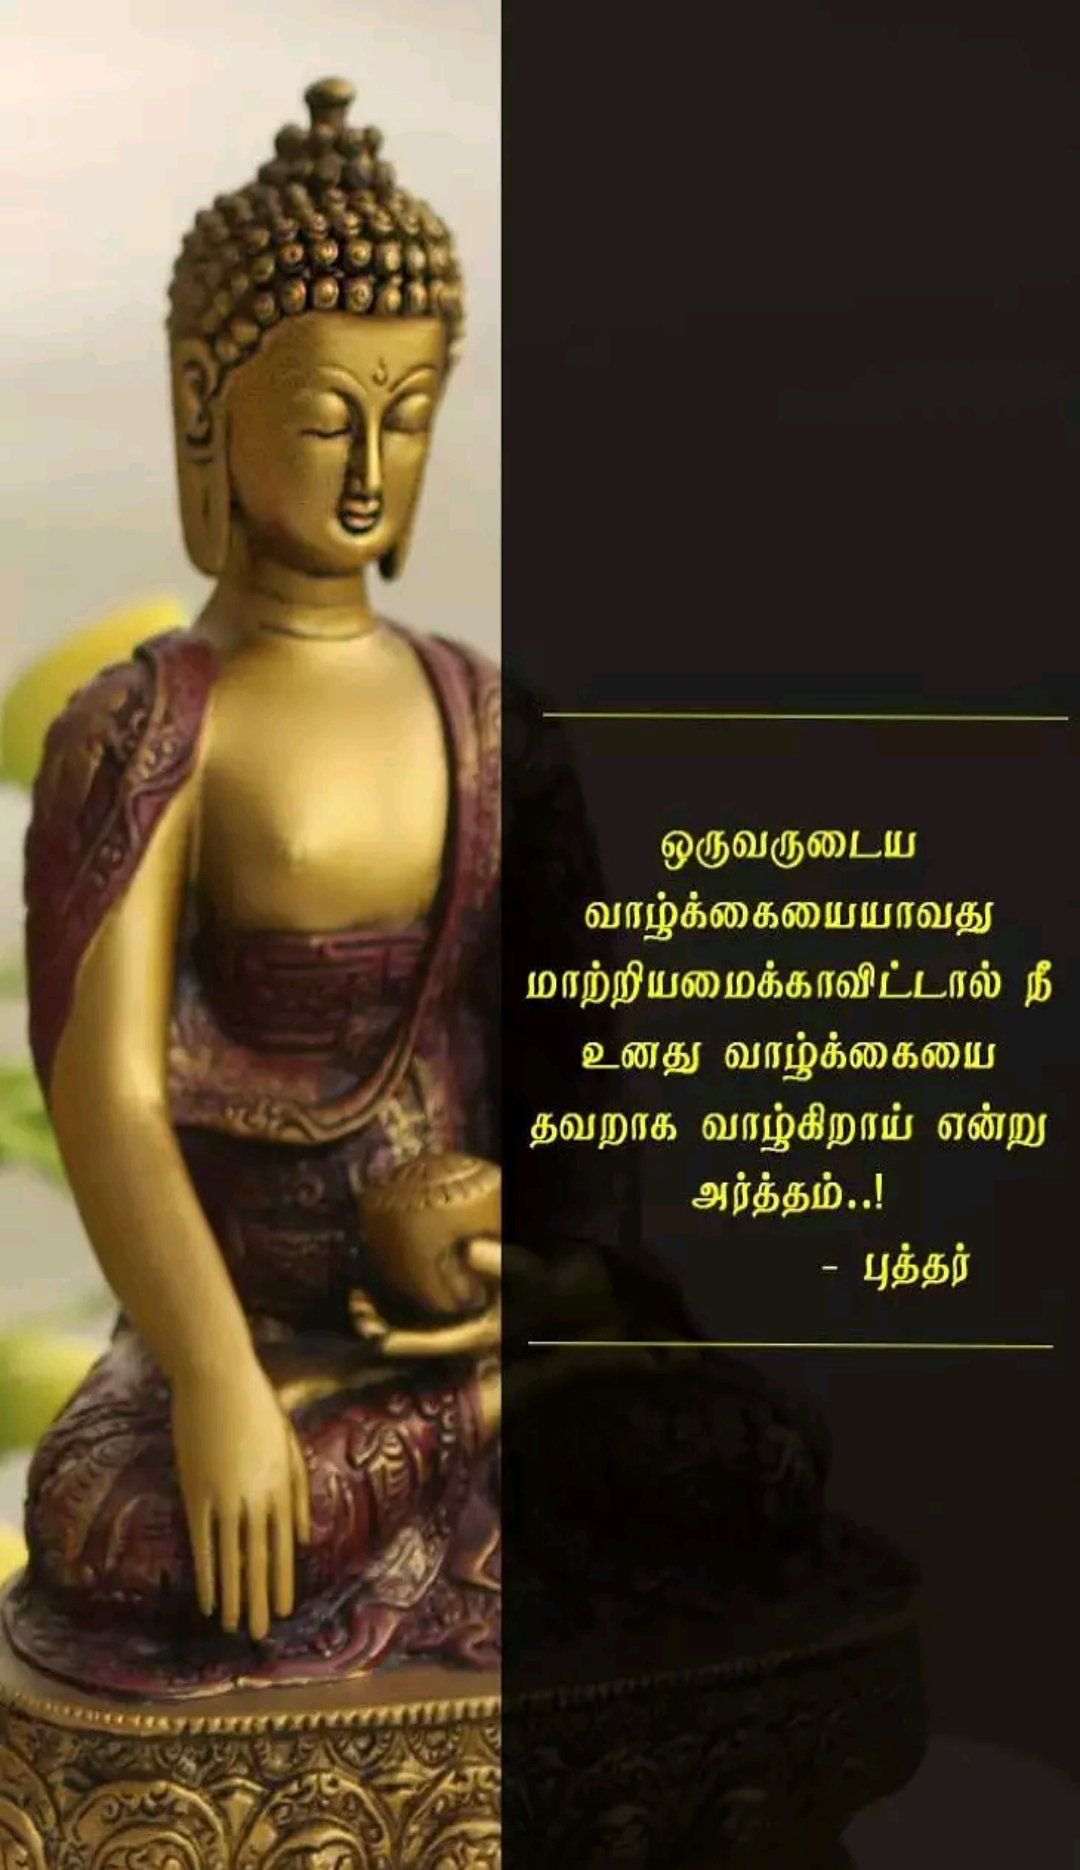 ஒருவருடைய
வாழ்க்கையையாவது
மாற்றியமைக்காவிட்டால் நீ
உனது வாழ்க்கையை
தவறாக வாழ்கிறாய் என்று
அர்த்தம்..!
- புத்தர்